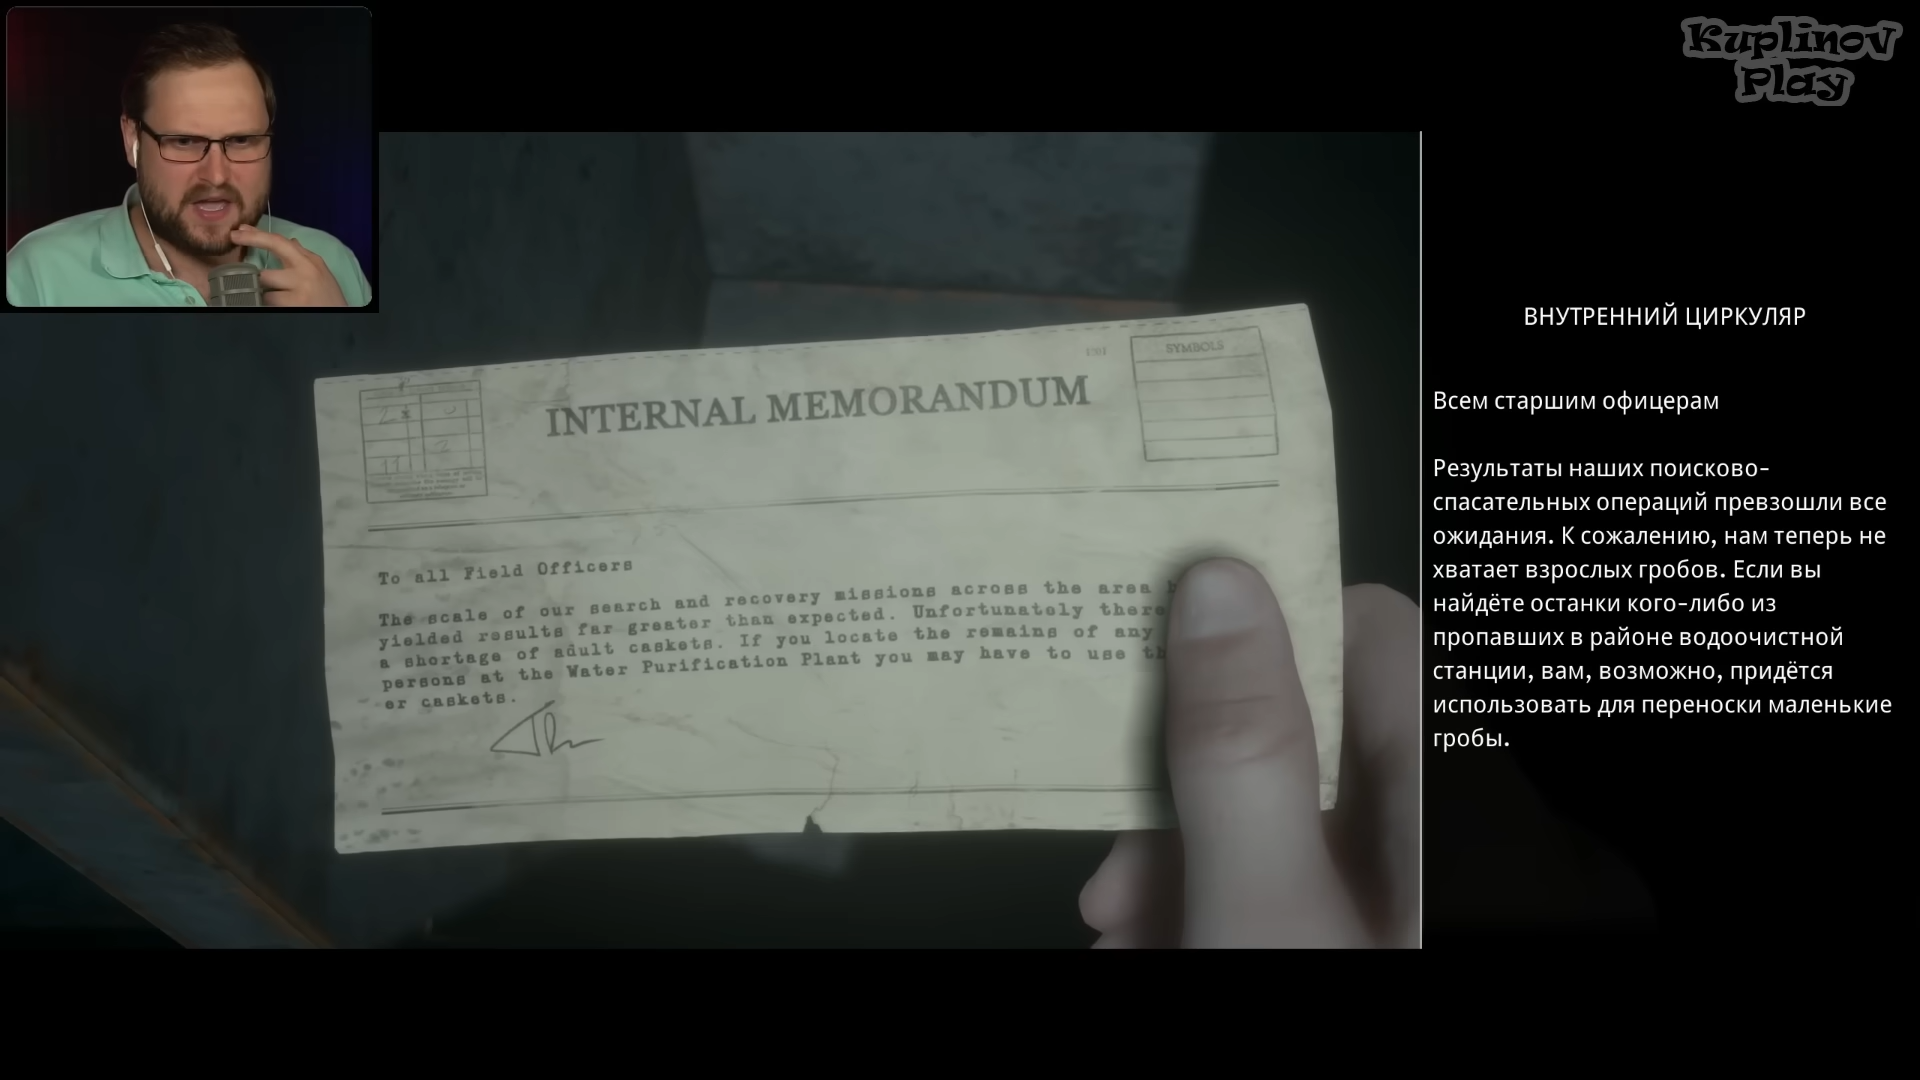 Kuplinov
Play
SYMBOLS
INTERNAL MEMORANDUM
To all Field Officers
The scale of our search and recovery missions across the area
yielded results far greater than expected. Unfortunately there
a shortage of adult caskets. If you locate the remains of any
persons at the Water Purification Plant you may have to use
er caskets.
ВНУТРЕННИЙ ЦИРКУЛЯР
Всем старшим офицерам
Результаты наших поисково-
спасательных операций превзошли все
ожидания. К сожалению, нам теперь не
хватает взрослых гробов. Если вы
найдёте останки кого-либо из
пропавших в районе водоочистной
станции, вам, возможно, придётся
использовать для переноски маленькие
гробы.